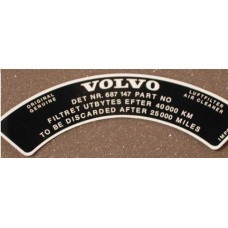 ORIGINAL
GENUINE
VOLVO
LUFTFILTER
AIR CLEANER
DET NR. 687 147 PART NO
FILTRET UTBYTES EFTER 40 000 KM
TO BE DISCARDED AFTER 25 000 MILES